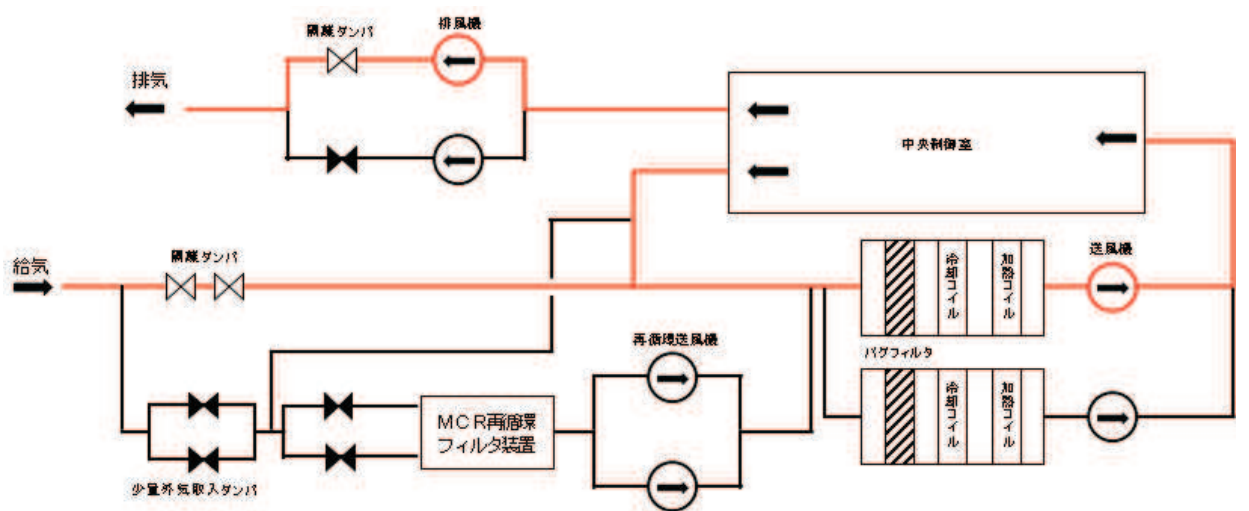 隔離ダンパ
排風機
排気
中央制御室
給気
隔離ダンパ
冷却コイル
加熱コイル
送風機
バグフィルタ
再循環送風機
冷却コイル
加熱コイル
MCR再循環
フィルタ装置
少量外気取入ダンパ